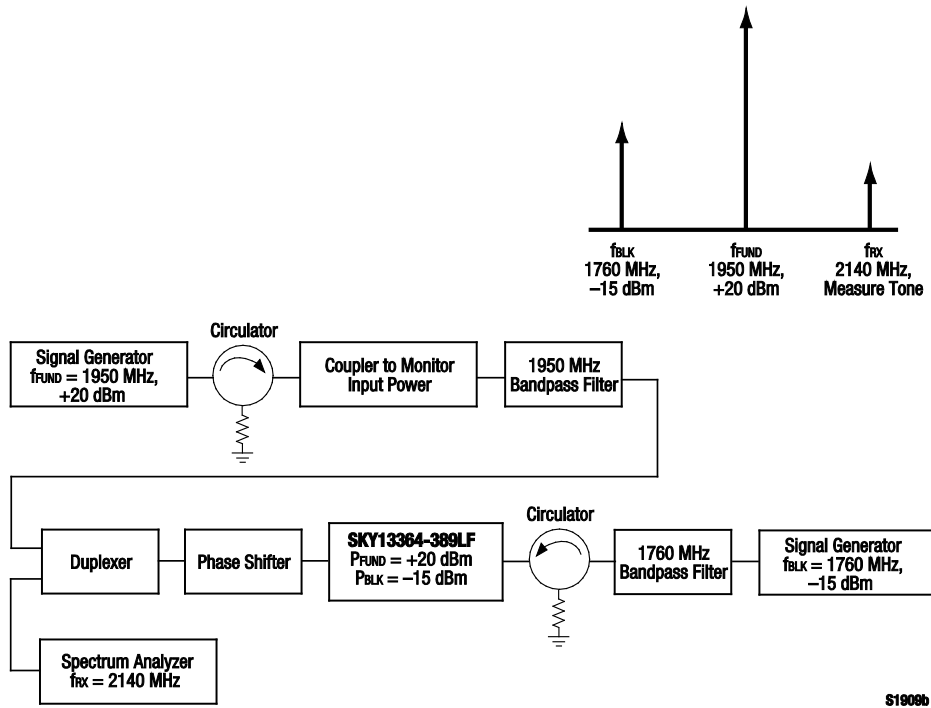 fBLK
1760 MHz,
–15 dBm
fFUND
1950 MHz,
+20 dBm
fRX
2140 MHz,
Measure Tone
Circulator
Signal Generator
fFUND = 1950 MHz,
+20 dBm
Coupler to Monitor
Input Power
1950 MHz
Bandpass Filter
Duplexer
Phase Shifter
SKY13364-389LF
PFUND = +20 dBm
PBLK = –15 dBm
Circulator
1760 MHz
Bandpass Filter
Signal Generator
fBLK = 1760 MHz,
–15 dBm
Spectrum Analyzer
fRX = 2140 MHz
S1909b